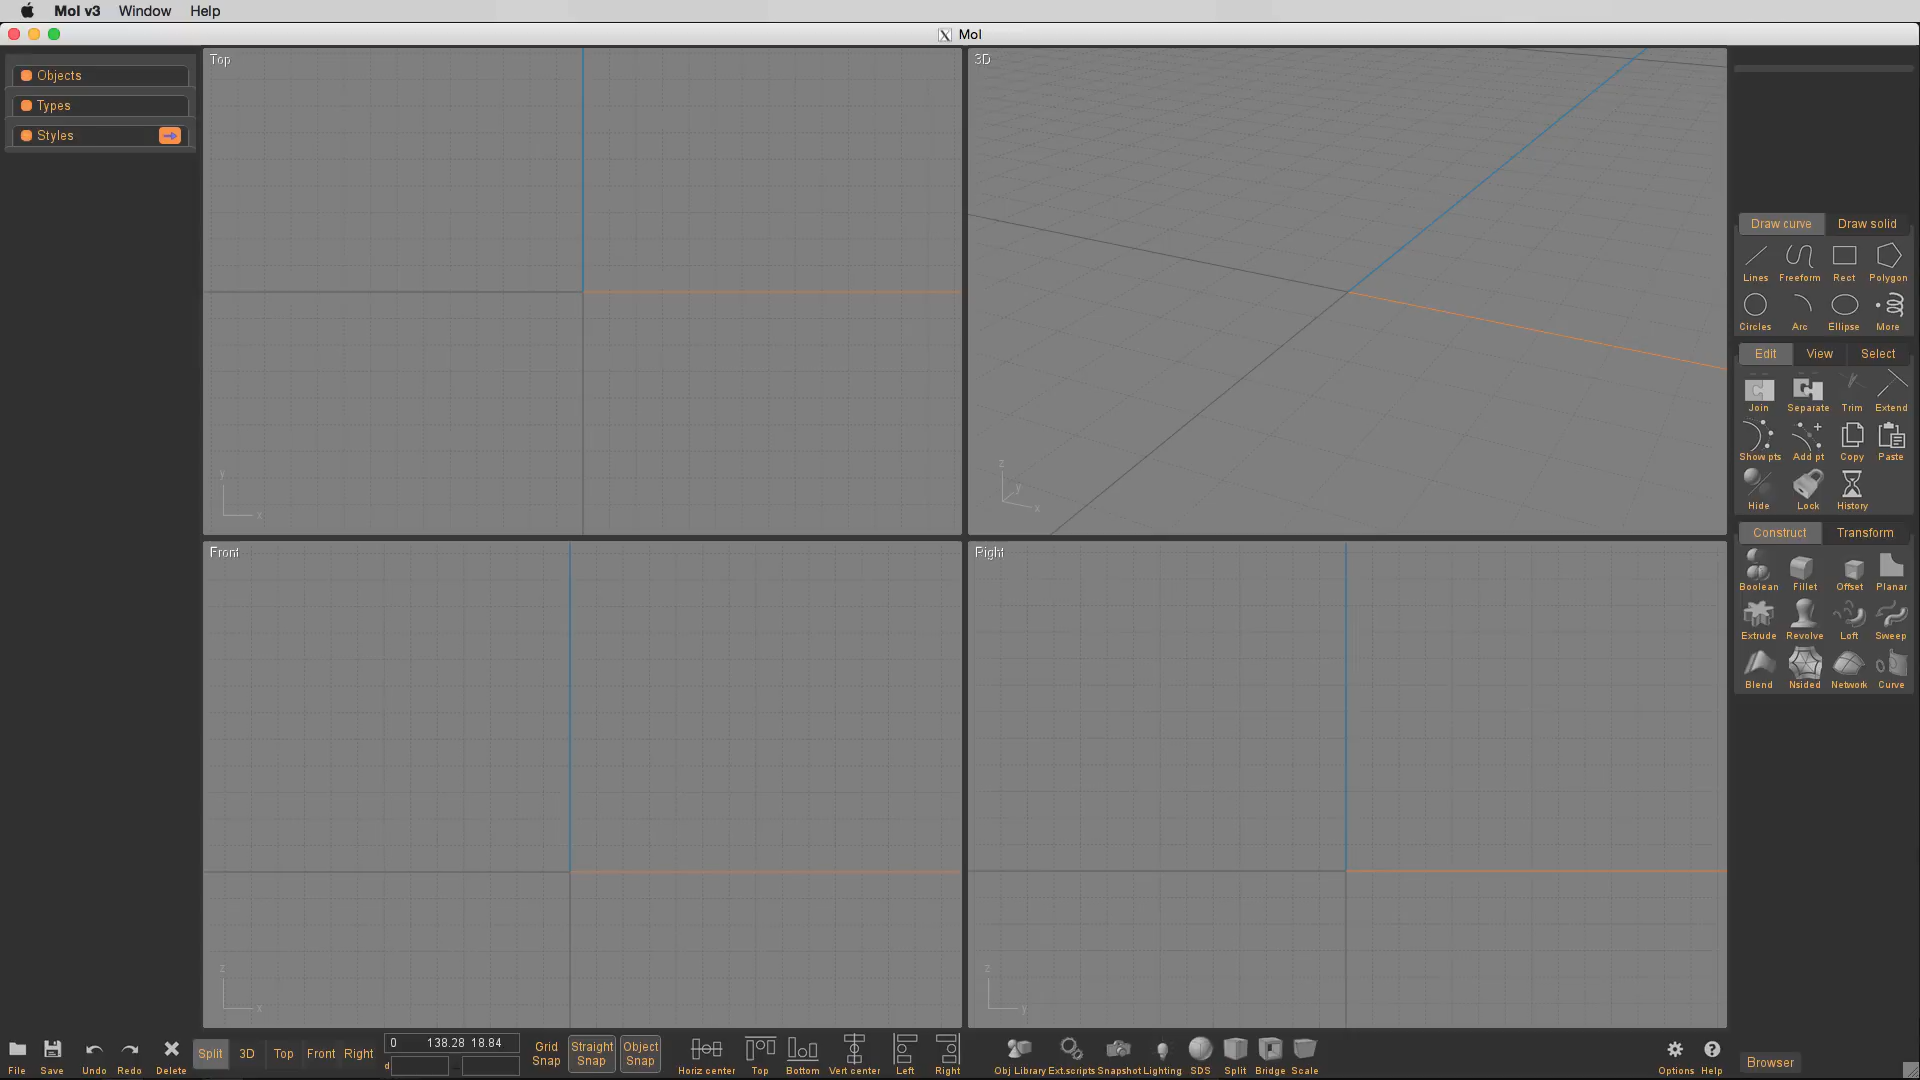 MoI v3 Window Help
MoI
Objects
Types
Styles
Top
3D
Front
Right
x
y
z
y
x
z
x
z
y
Draw curve Draw solid
Lines Freeform Rect Polygon
Circles Arc Ellipse More
Edit View Select
Join Separate Trim Extend
Show pts Add pt Copy Paste
Hide Lock History
Construct Transform
Boolean Fillet Offset Planar
Extrude Revolve Loft Sweep
Blend Nsided Network Curve
File Save Undo Redo Delete
Split 3D Top Front Right
0 138.28 18.84
d
Grid Snap
Straight Snap
Object Snap
Horiz center Top Bottom Vert center Left Right
Obj Library Ext.scripts Snapshot Lighting SDS Split Bridge Scale
Options Help
Browser